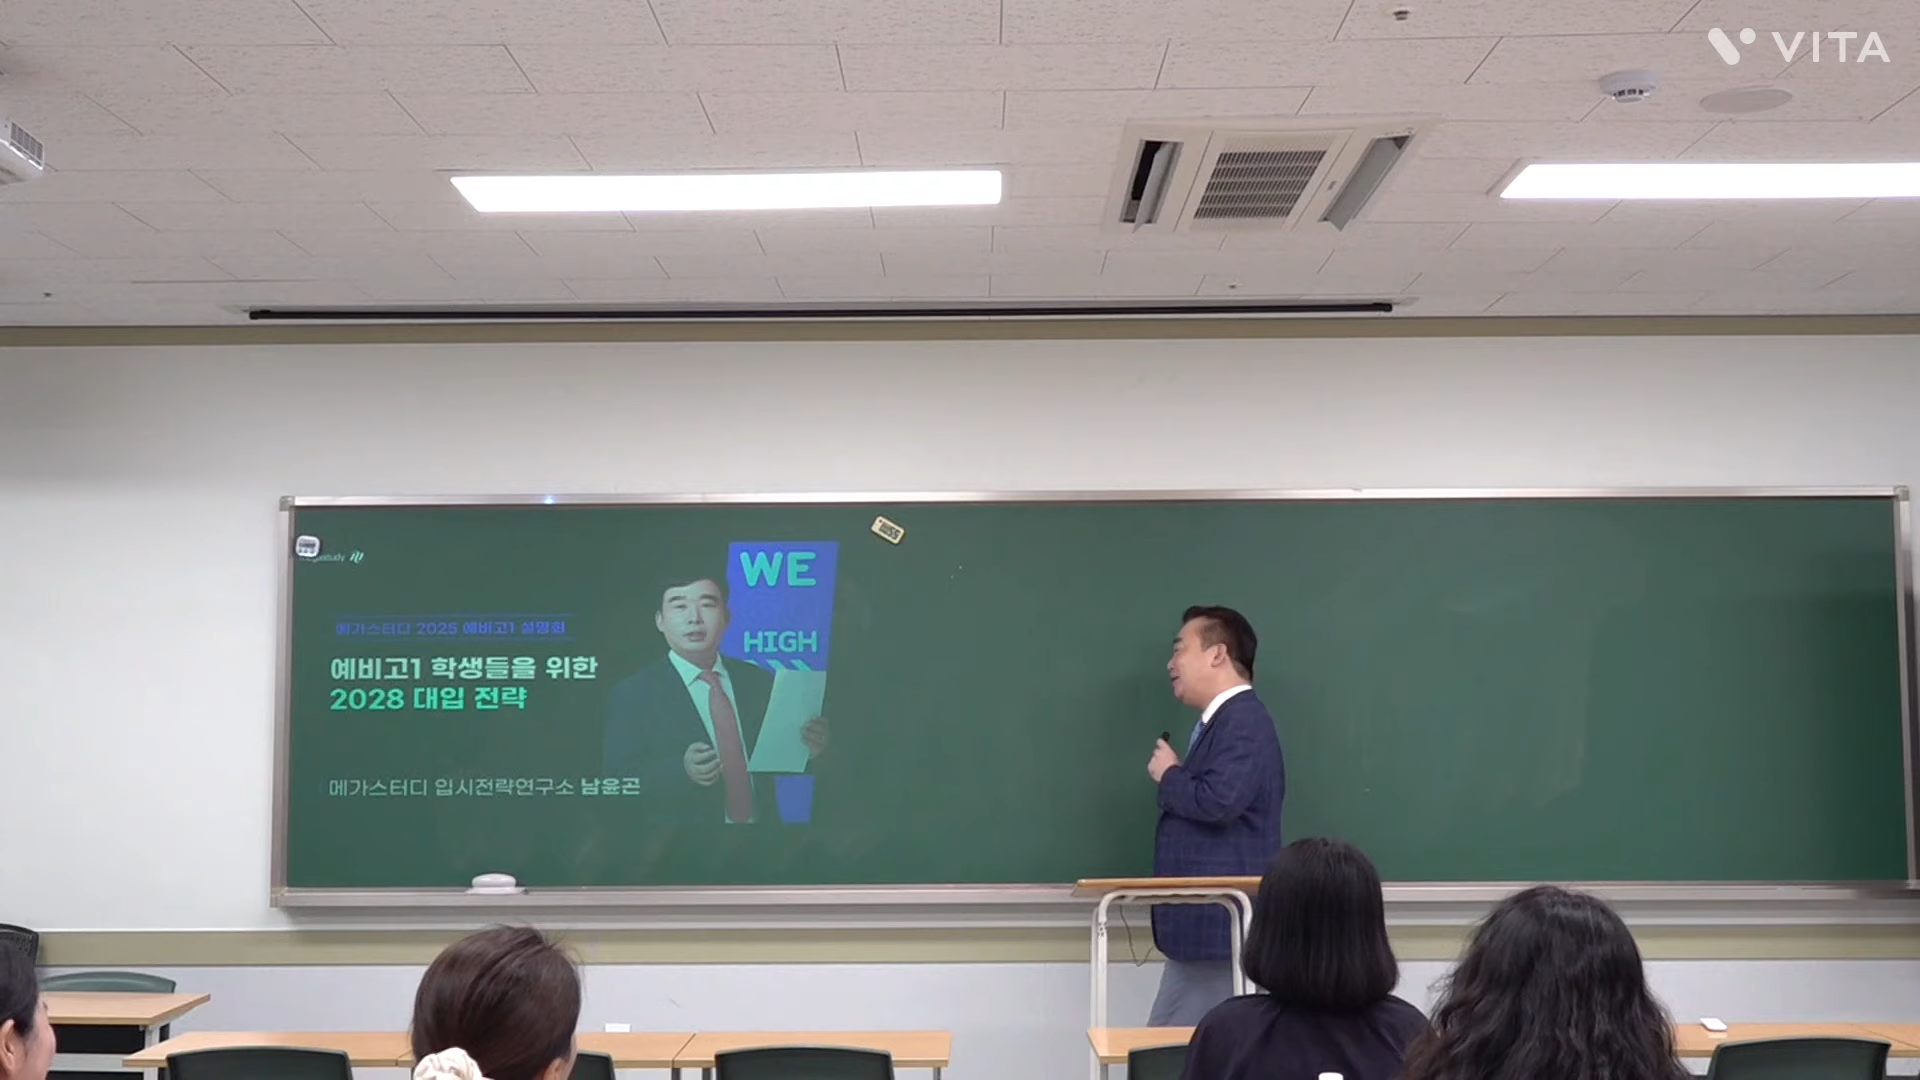 VITA
WE
HIGH
메가스터디 2025 예비고1 설명회
예비고1 학생들을 위한
2028 대입 전략
메가스터디 입시전략연구소 남윤곤